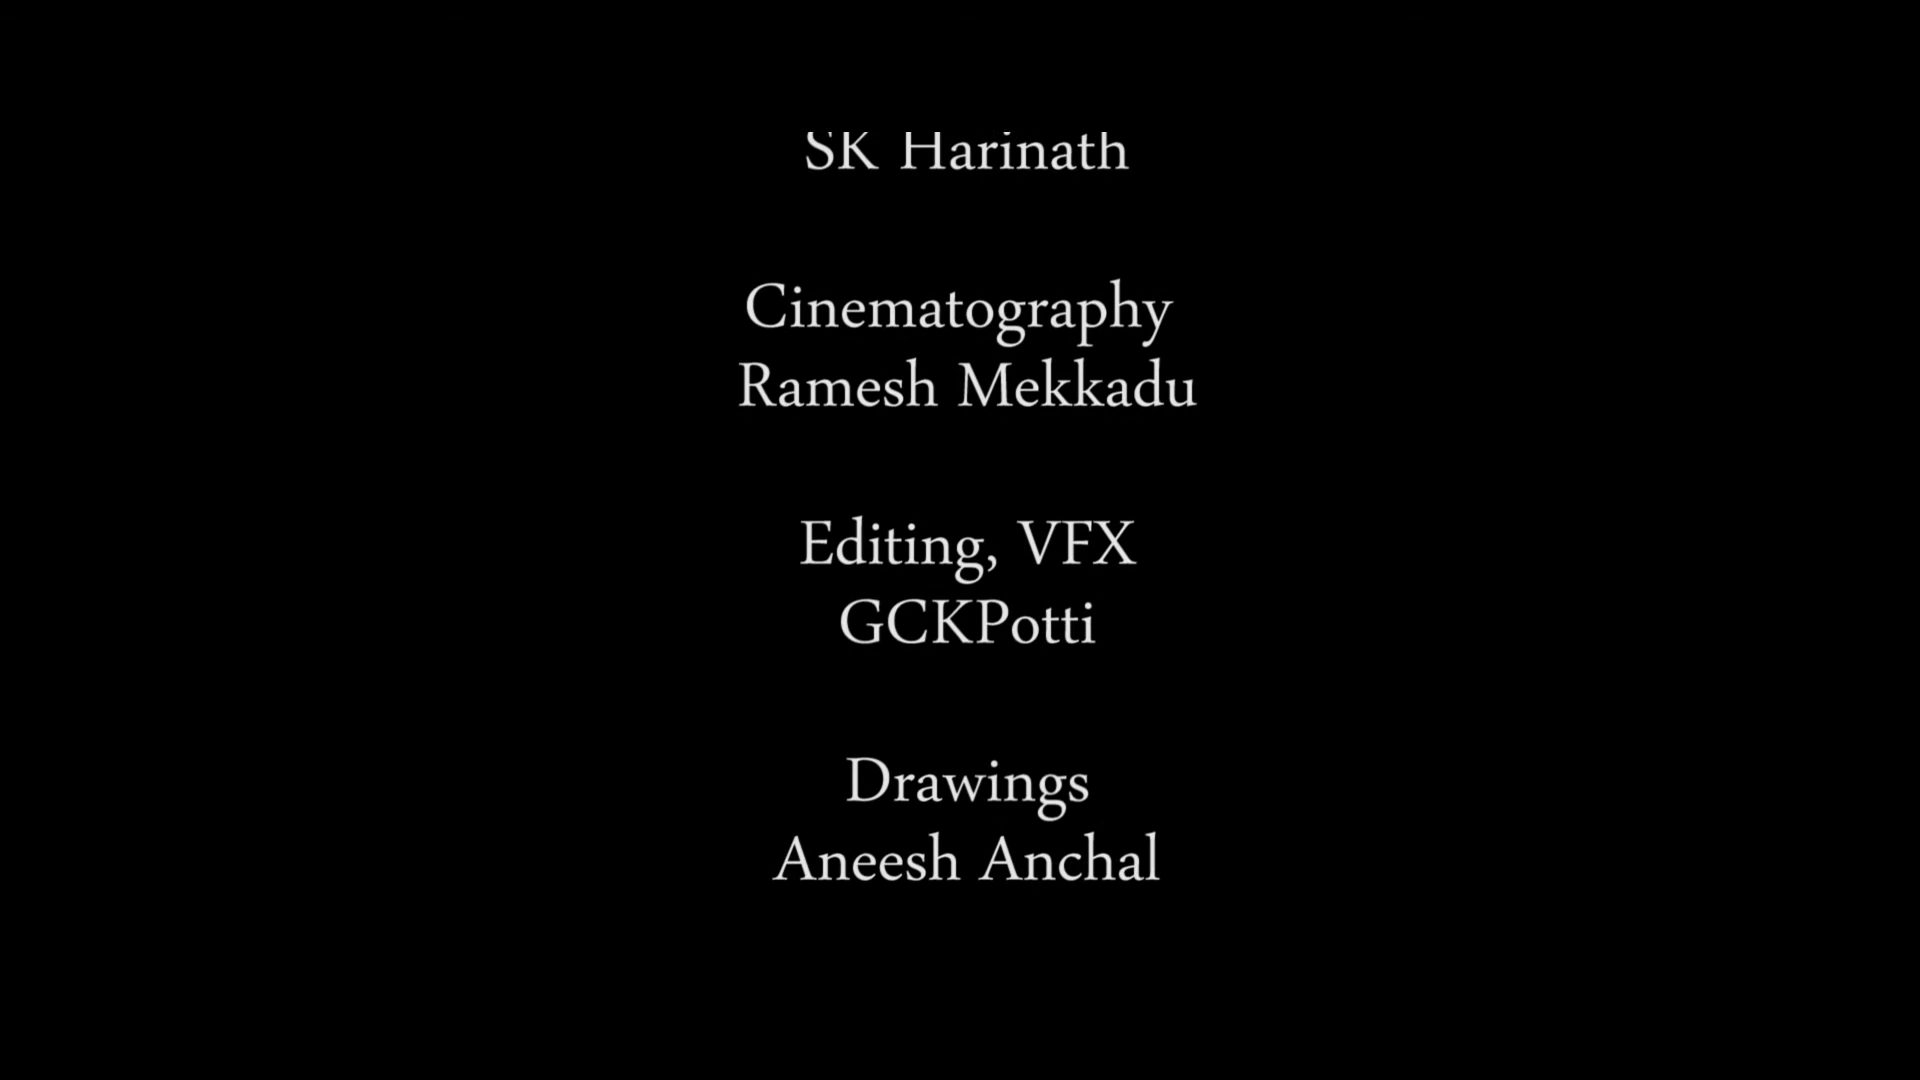 SK Harinath
Cinematography
Ramesh Mekkadu
Editing, VFX
GCKPotti
Drawings
Aneesh Anchal